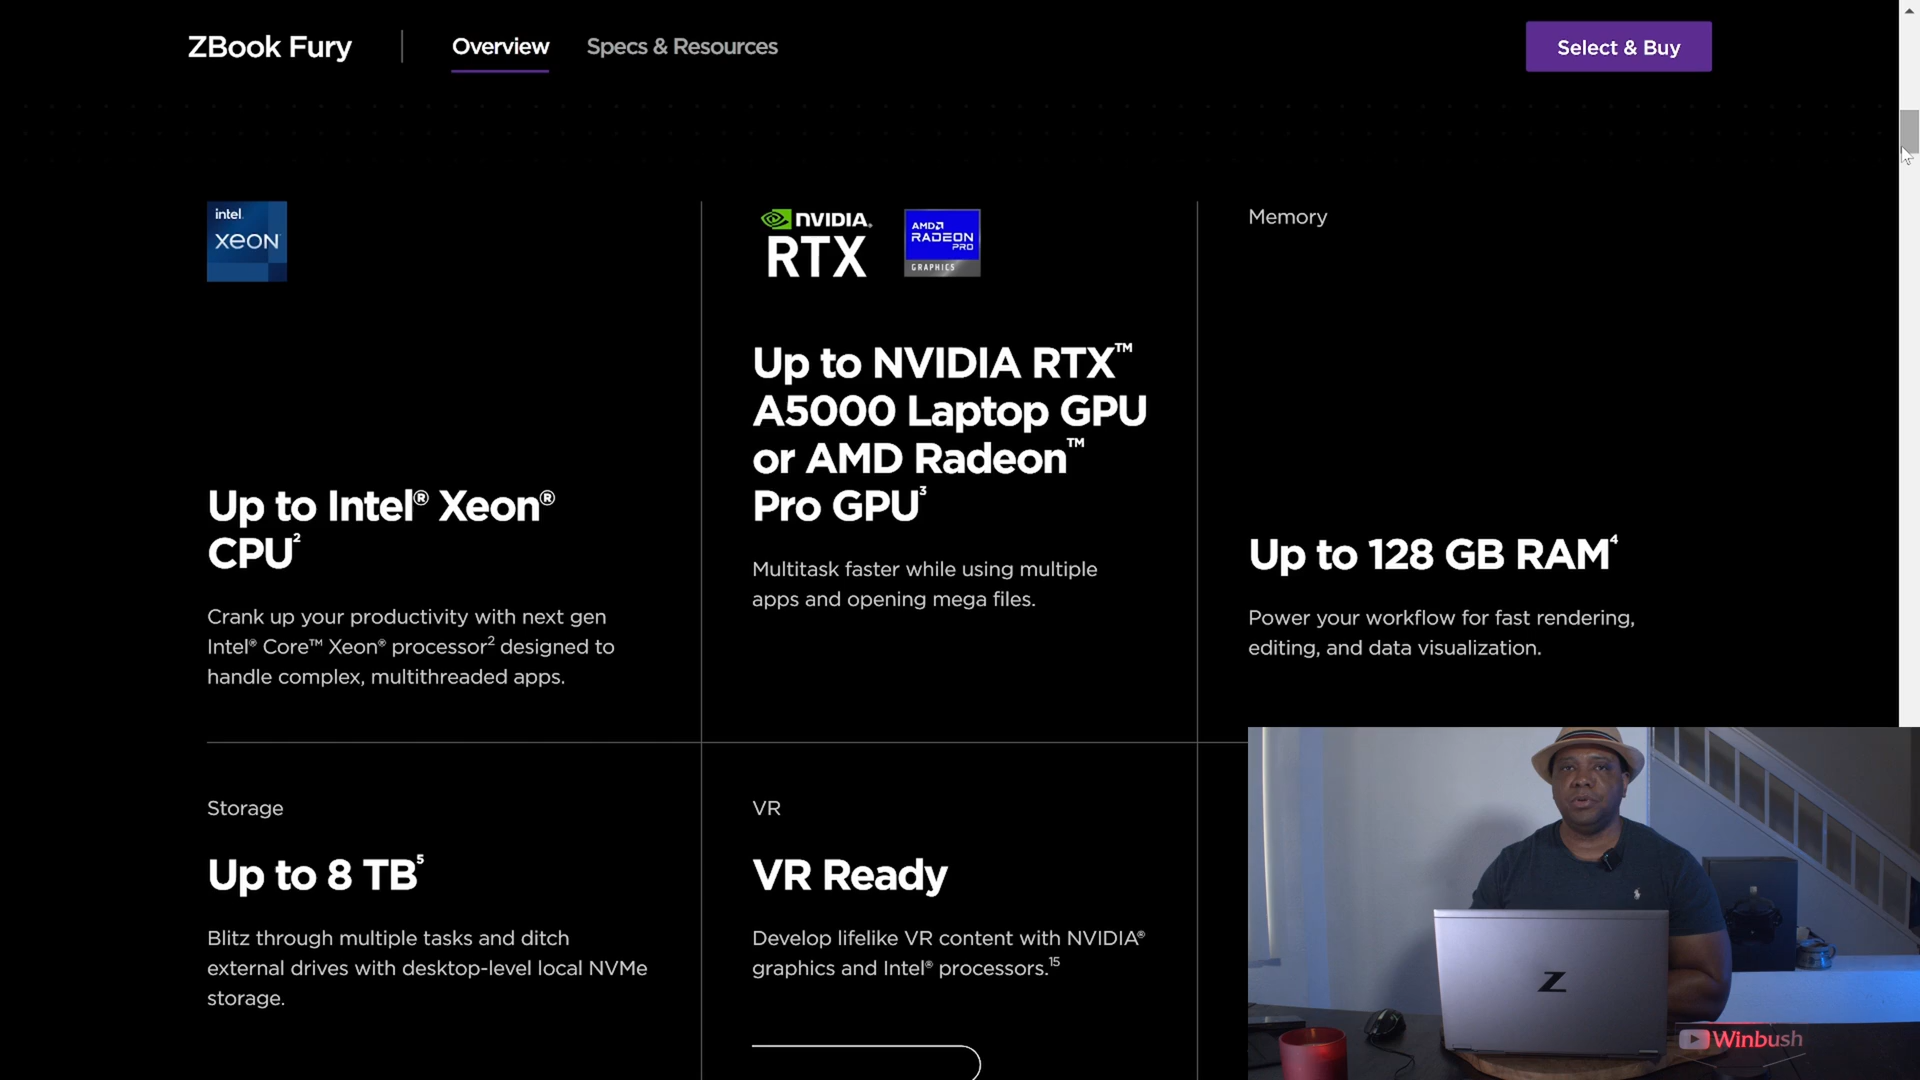 ZBook Fury
Overview
Specs & Resources
Select & Buy
intel
XEON
Up to Intel® Xeon®
CPU²
Crank up your productivity with next gen
Intel® Core™ Xeon® processor² designed to
handle complex, multithreaded apps.
NVIDIA.
RTX
AMD
RADEON
PRO
GRAPHICS
Up to NVIDIA RTX™
A5000 Laptop GPU
or AMD Radeon™
Pro GPU³
Multitask faster while using multiple
apps and opening mega files.
Memory
Up to 128 GB RAM⁴
Power your workflow for fast rendering,
editing, and data visualization.
Storage
Up to 8 TB⁵
Blitz through multiple tasks and ditch
external drives with desktop-level local NVMe
storage.
VR
VR Ready
Develop lifelike VR content with NVIDIA®
graphics and Intel® processors.¹⁵
Z
Winbush